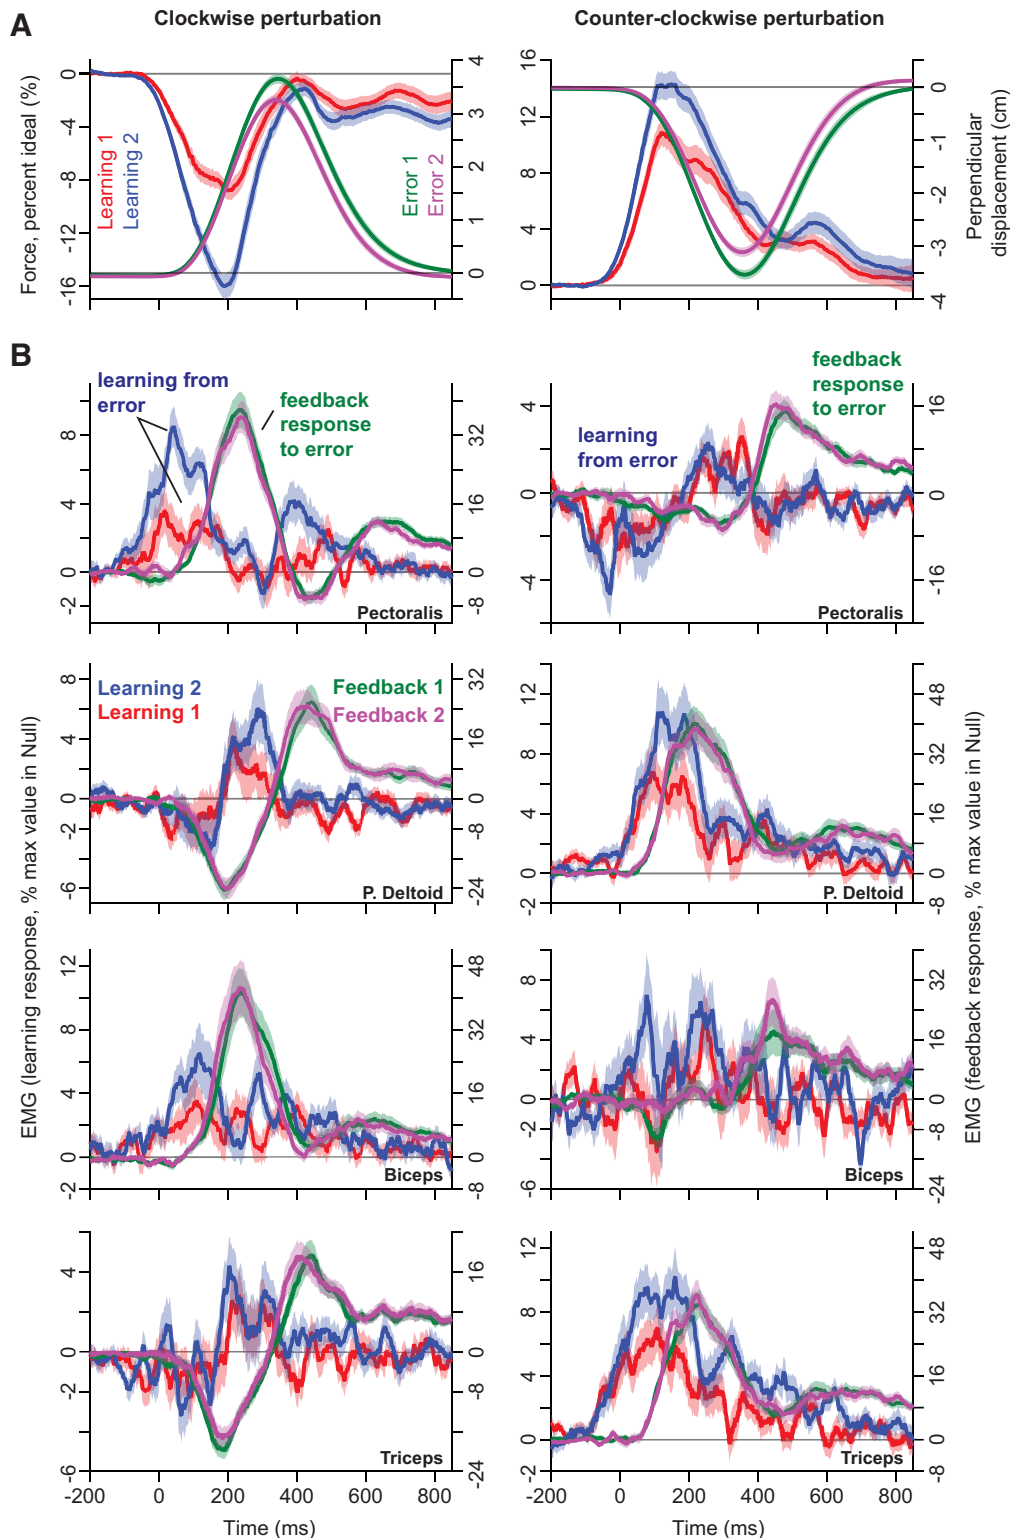 A
Clockwise perturbation
Counter-clockwise perturbation
Force, percent ideal (%)
0
-4
-8
-12
-16
Learning 1
Learning 2
Error 1
Error 2
4
3
2
1
0
16
12
8
4
0
0
-1
-2
-3
-4
Perpendicular
displacement (cm)
B
learning from
error
feedback
response
to error
8
4
0
-2
32
16
0
-8
Pectoralis
feedback
response
to error
learning
from error
4
0
-4
16
0
-16
Pectoralis
EMG (learning response, % max value in Null)
Learning 2
Learning 1
Feedback 1
Feedback 2
8
4
0
-2
-6
32
16
0
-8
-24
P. Deltoid
12
8
4
0
-2
48
32
16
0
-8
P. Deltoid
EMG (feedback response, % max value in Null)
12
8
4
0
-2
48
32
16
0
-8
Biceps
8
4
0
-2
-6
32
16
0
-8
-24
Biceps
4
0
-2
-6
16
0
-8
-24
Triceps
12
8
4
0
-2
48
32
16
0
-8
Triceps
-200 0 200 400 600 800
-200 0 200 400 600 800
Time (ms)
Time (ms)